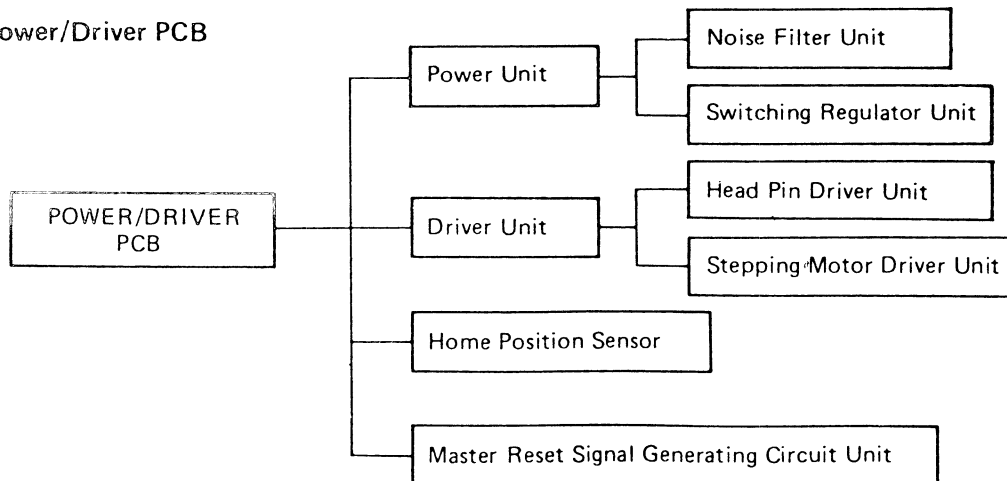 ower/Driver PCB
Noise Filter Unit
Power Unit
Switching Regulator Unit
Head Pin Driver Unit
POWER/DRIVER
PCB
Driver Unit
Stepping Motor Driver Unit
Home Position Sensor
Master Reset Signal Generating Circuit Unit